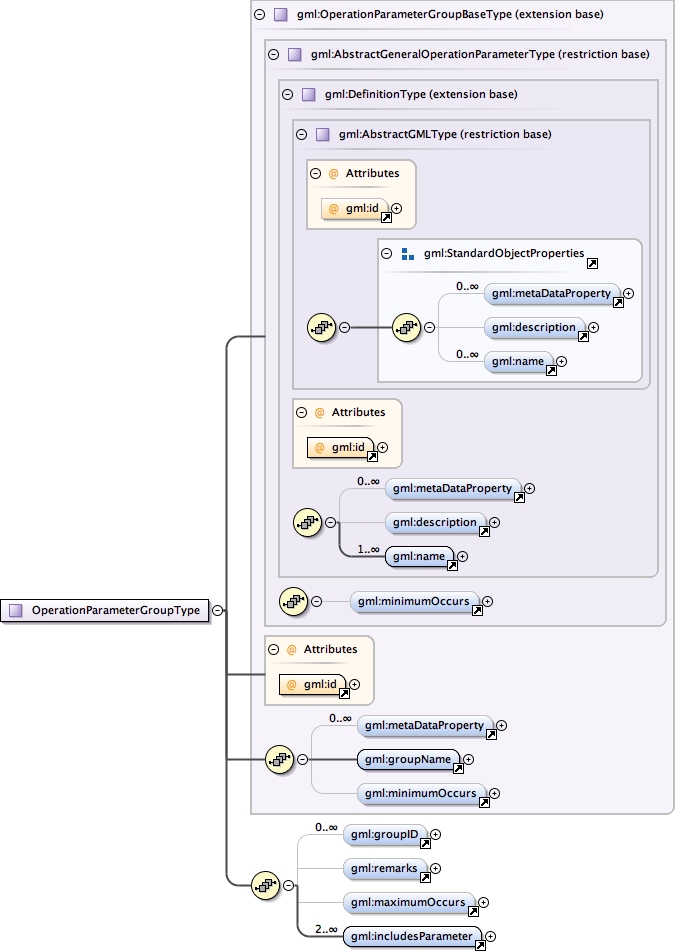 gml:OperationParameterGroupBaseType (extension base)
gml:AbstractGeneralOperationParameterType (restriction base)
gml:DefinitionType (extension base)
gml:AbstractGMLType (restriction base)
@ Attributes
@ gml:id
gml:StandardObjectProperties
0..∞
gml:metaDataProperty
gml:description
0..∞
gml:name
@ Attributes
@ gml:id
0..∞
gml:metaDataProperty
gml:description
1..∞
gml:name
gml:minimumOccurs
OperationParameterGroupType
@ Attributes
@ gml:id
0..∞
gml:metaDataProperty
gml:groupName
gml:minimumOccurs
0..∞
gml:groupID
gml:remarks
gml:maximumOccurs
2..∞
gml:includesParameter